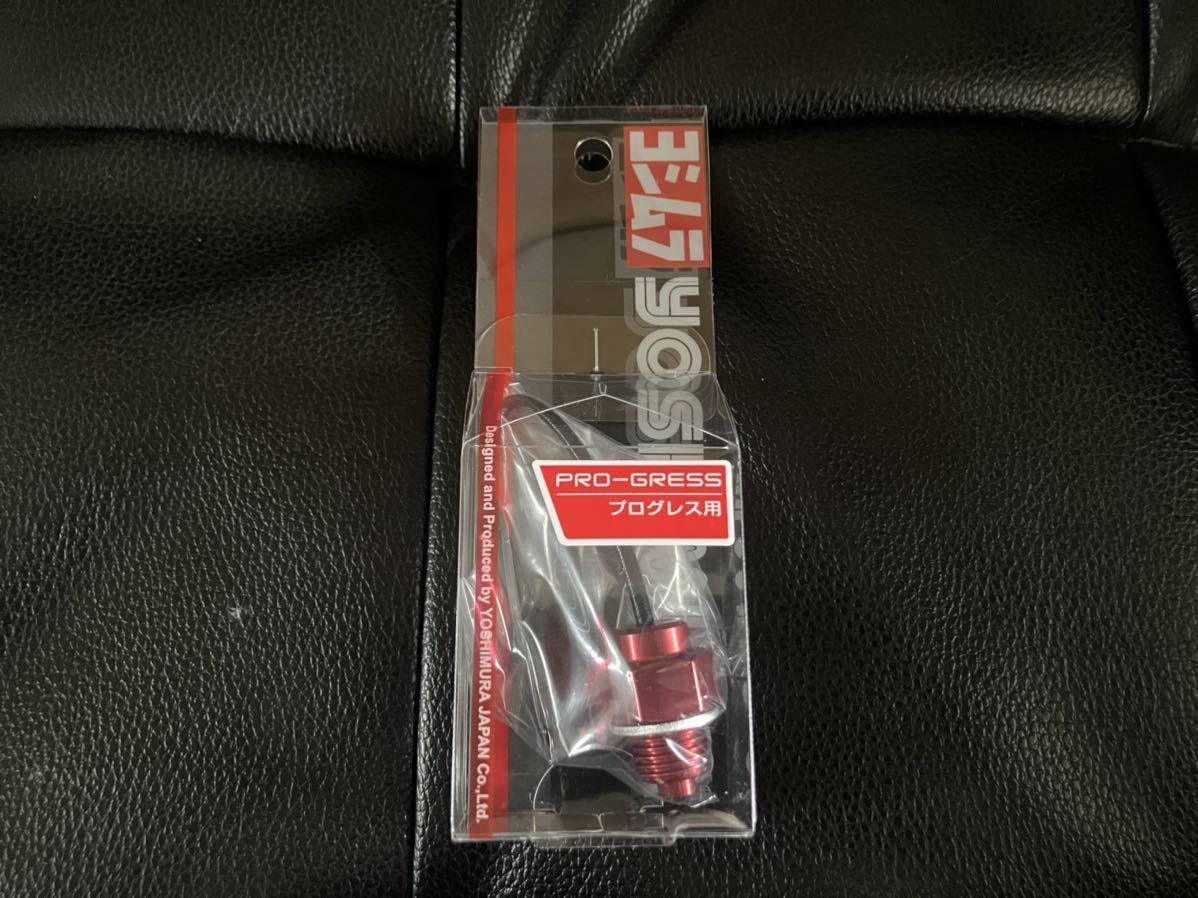 ヨシムラ
YOSHI
PRO-GRESS
プログレス用
Designed and Produced by YOSHIMURA JAPAN Co.,Ltd.